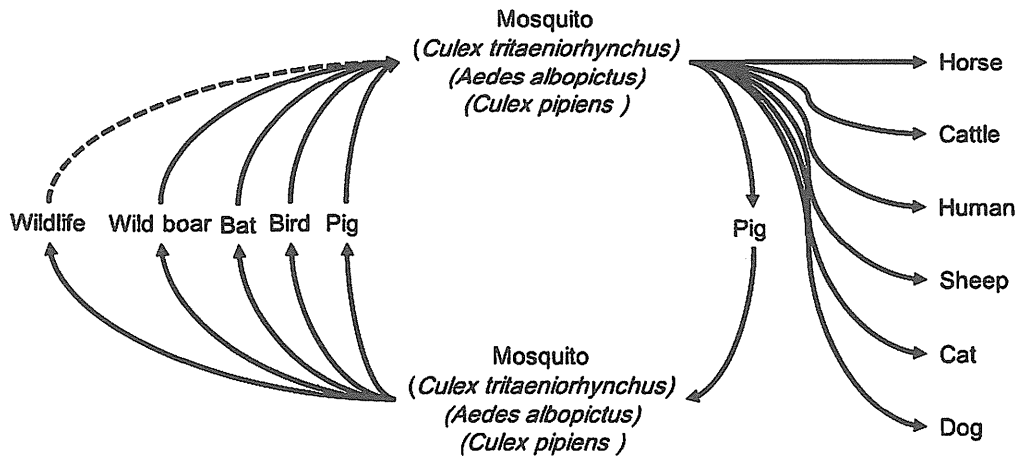 Mosquito
(Culex tritaeniorhynchus)
(Aedes albopictus)
(Culex pipiens )
Horse
Cattle
Human
Sheep
Cat
Dog
Wildlife
Wild boar
Bat
Bird
Pig
Pig
Mosquito
(Culex tritaeniorhynchus)
(Aedes albopictus)
(Culex pipiens )